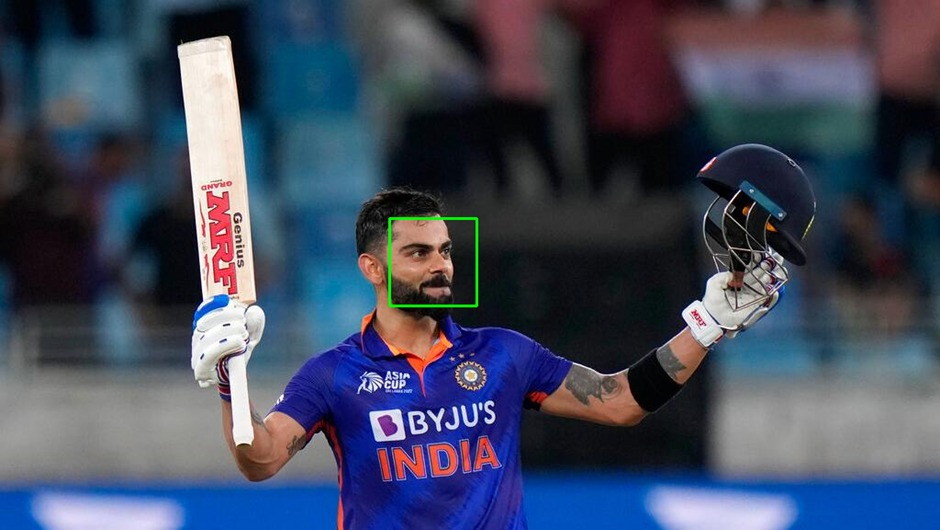 GRAND
MRF
Genius
MRF
ASIA
CUP
BYJU'S
INDIA